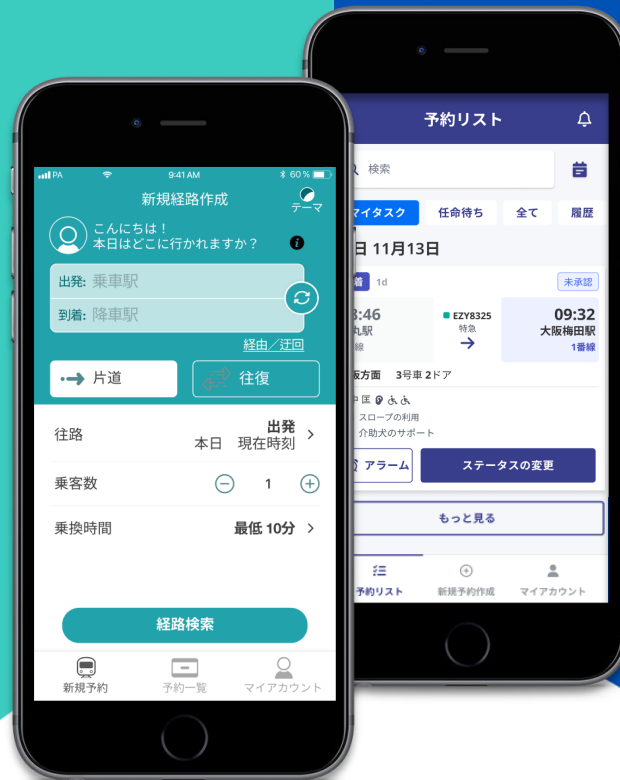 PA
9:41 AM
60 %
新規経路作成
テーマ
こんにちは！
本日はどこに行かれますか？
出発: 乗車駅
到着: 降車駅
経由／迂回
片道
往復
往路
出発
本日 現在時刻
乗客数
1
乗換時間
最低 10分
経路検索
新規予約
予約一覧
マイアカウント
予約リスト
検索
マイタスク
任命待ち
全て
履歴
日 11月13日
着
1d
未承認
:46
EZY8325
09:32
丸駅
特急
大阪梅田駅
線
1番線
阪方面 3号車 2ドア
スロープの利用
介助犬のサポート
アラーム
ステータスの変更
もっと見る
予約リスト
新規予約作成
マイアカウント